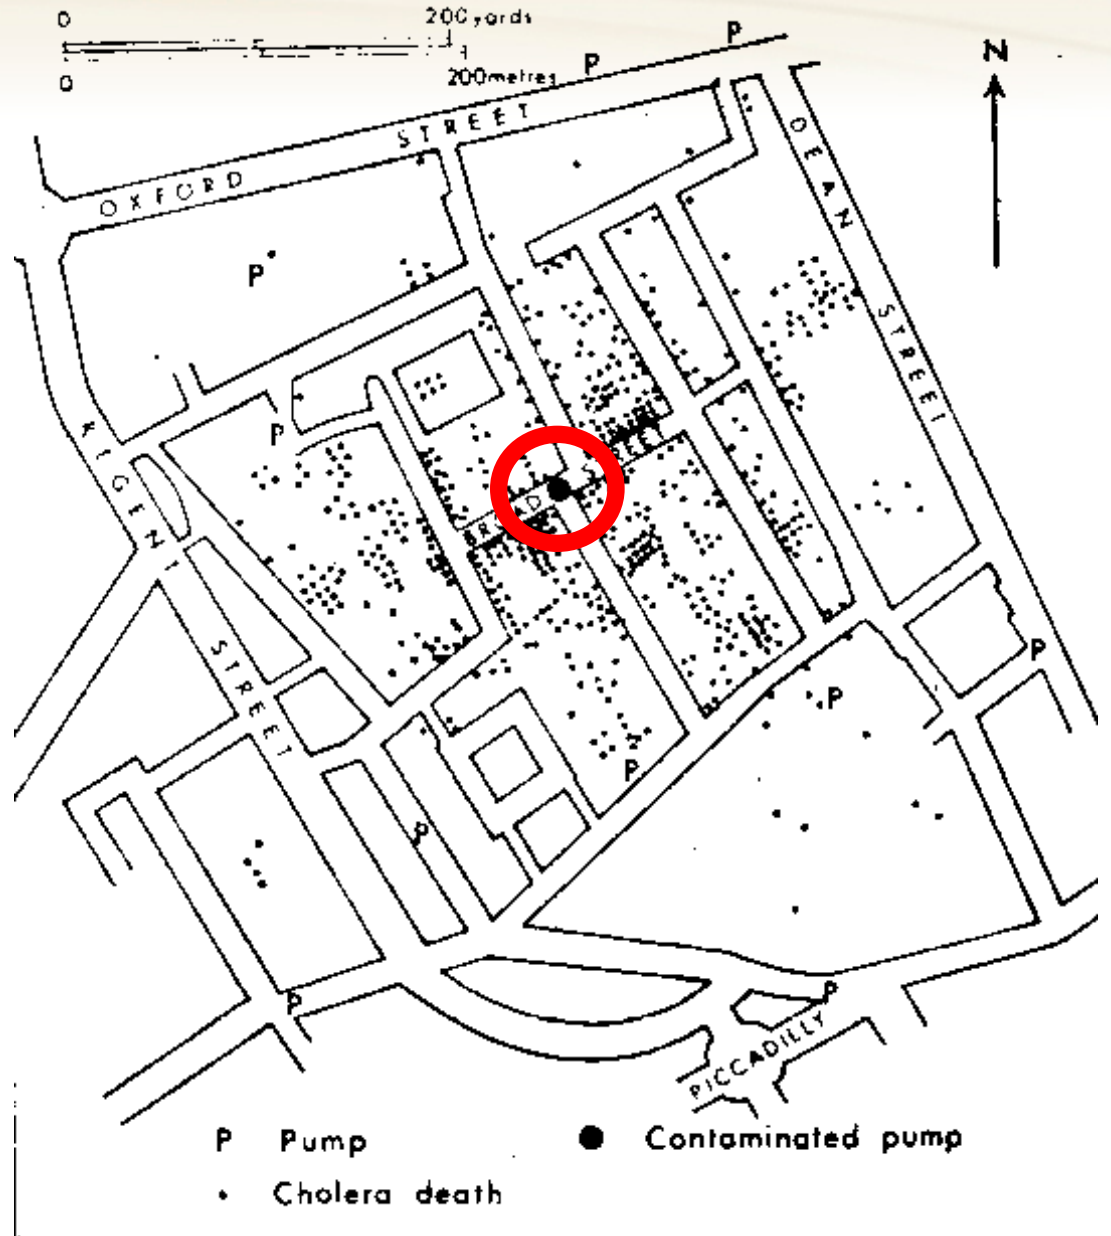 0 200 yards
0 200 metres
P
P
N
OXFORD STREET
DEAN STREET
P
P
REGENT STREET
BROAD STREET
P
P
P
P
P
P
PICCADILLY
P Pump
● Contaminated pump
• Cholera death